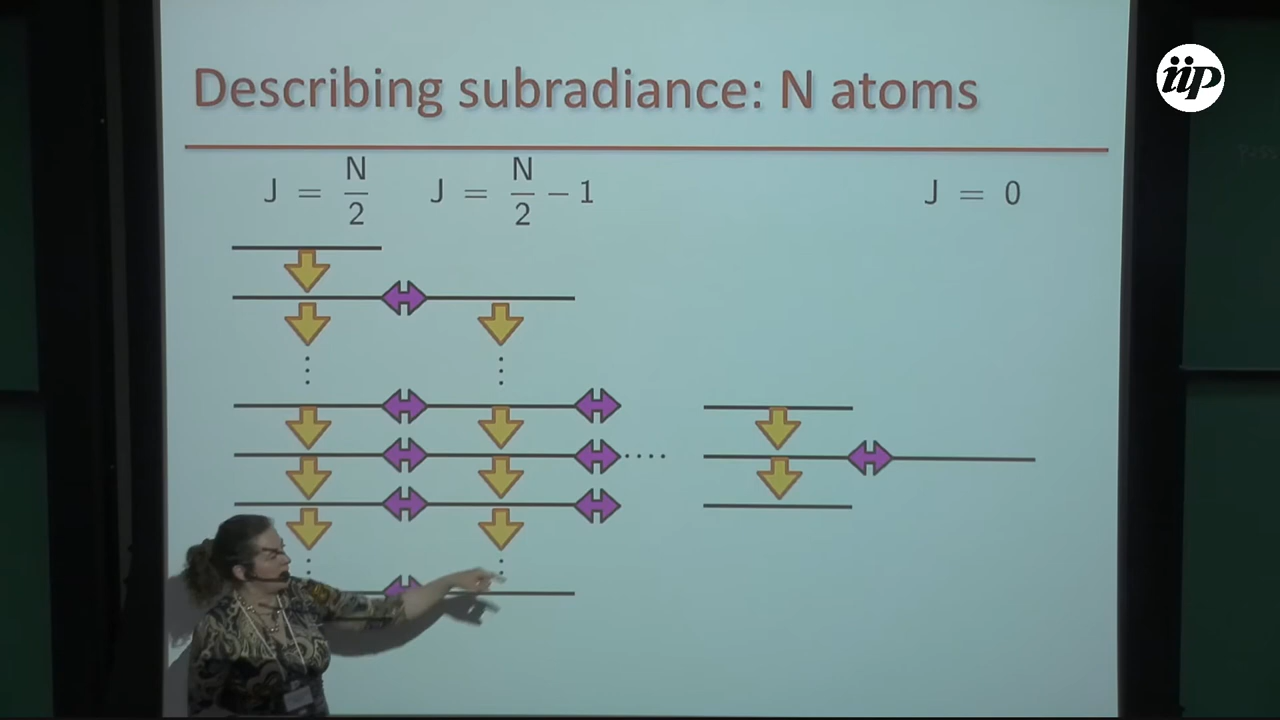 iip
Describing subradiance: N atoms
J = N/2 J = N/2 − 1 J = 0